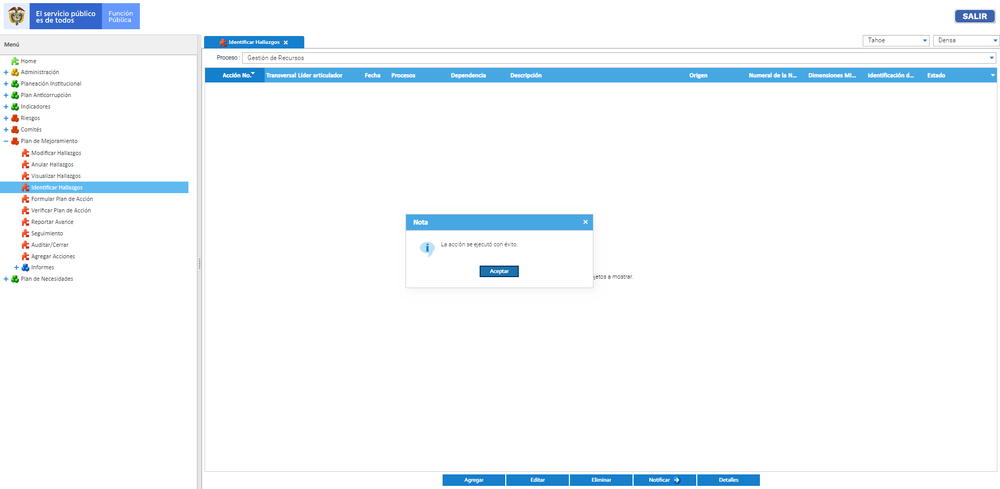 El servicio público
es de todos
Función
Pública
SALIR
Menú
Identificar Hallazgos
Tahoe
Densa
Proceso :
Gestión de Recursos
Acción No.
Transversal Líder articulador
Fecha
Procesos
Dependencia
Descripción
Origen
Numeral de la N...
Dimensiones MI...
Identificación d...
Estado
Home
Administración
Planeación Institucional
Plan Anticorrupción
Indicadores
Riesgos
Comités
Plan de Mejoramiento
Modificar Hallazgos
Anular Hallazgos
Visualizar Hallazgos
Identificar Hallazgos
Formular Plan de Acción
Verificar Plan de Acción
Reportar Avance
Seguimiento
Auditar/Cerrar
Agregar Acciones
Informes
Plan de Necesidades
Nota
La acción se ejecutó con éxito.
Aceptar
jetos a mostrar.
Agregar
Editar
Eliminar
Notificar
Detalles